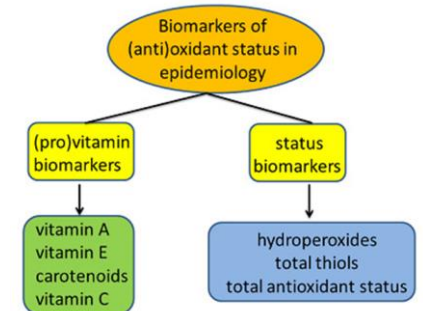 Biomarkers of
(anti)oxidant status in
epidemiology
(pro)vitamin
biomarkers
status
biomarkers
vitamin A
vitamin E
carotenoids
vitamin C
hydroperoxides
total thiols
total antioxidant status